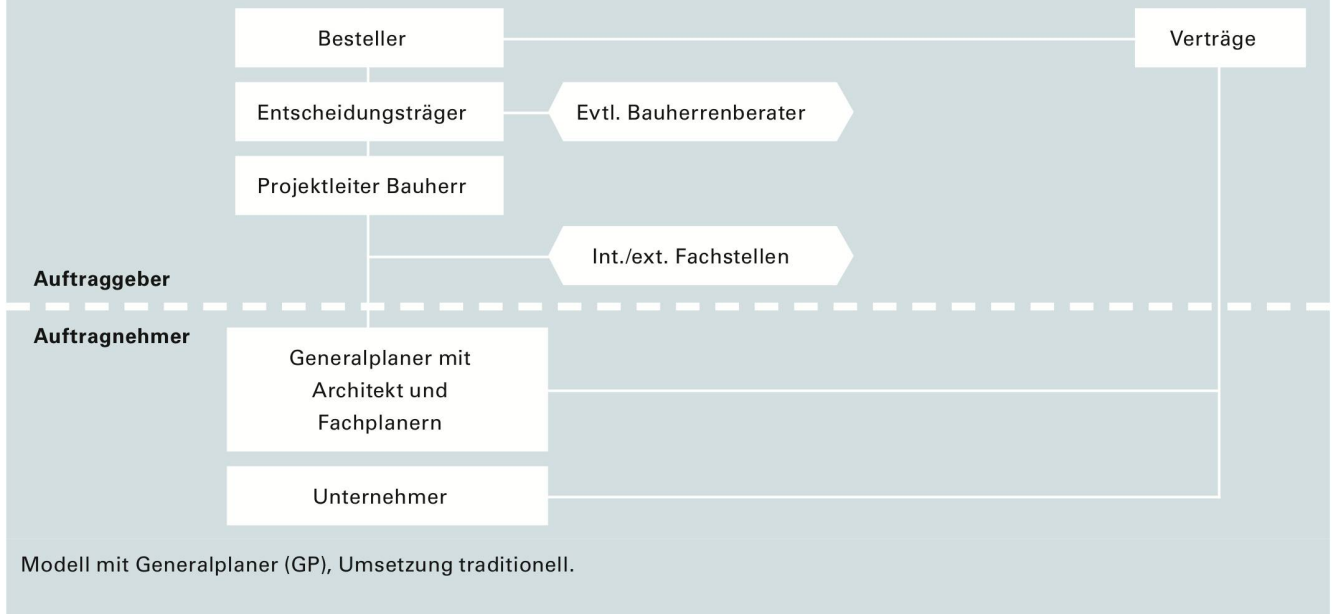 Besteller
Verträge
Entscheidungsträger
Evtl. Bauherrenberater
Projektleiter Bauherr
Int./ext. Fachstellen
Auftraggeber
Auftragnehmer
Generalplaner mit
Architekt und
Fachplanern
Unternehmer
Modell mit Generalplaner (GP), Umsetzung traditionell.